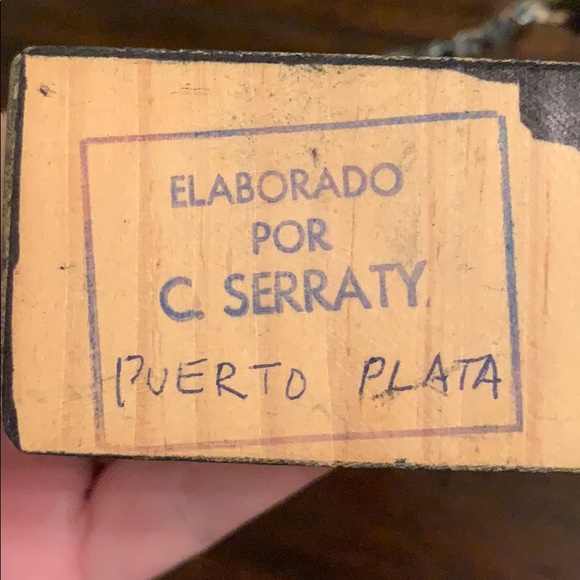 ELABORADO
POR
C. SERRATY.
PUERTO PLATA